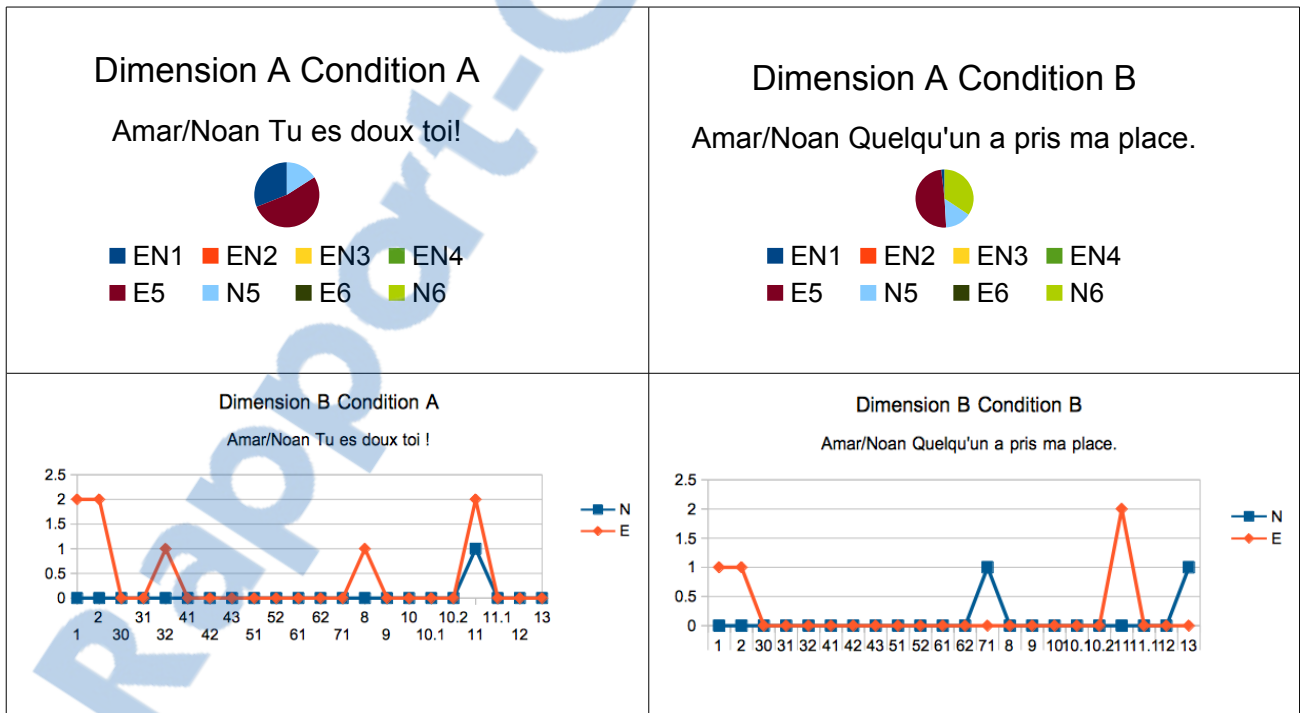 Dimension A Condition A
Amar/Noan Tu es doux toi!
EN1 EN2 EN3 EN4
E5 N5 E6 N6
Dimension A Condition B
Amar/Noan Quelqu'un a pris ma place.
EN1 EN2 EN3 EN4
E5 N5 E6 N6
Dimension B Condition A
Amar/Noan Tu es doux toi !
2.5
2
1.5
1
0.5
0
N
E
2 31 41 43 52 62 8 10 10.2 11.1 13
1 30 32 42 51 61 71 9 10.1 11 12
Dimension B Condition B
Amar/Noan Quelqu'un a pris ma place.
2.5
2
1.5
1
0.5
0
N
E
1 2 30 31 32 41 42 43 51 52 61 62 71 8 9 10 10.1 10.2 11 11.1 12 13
Rapport-